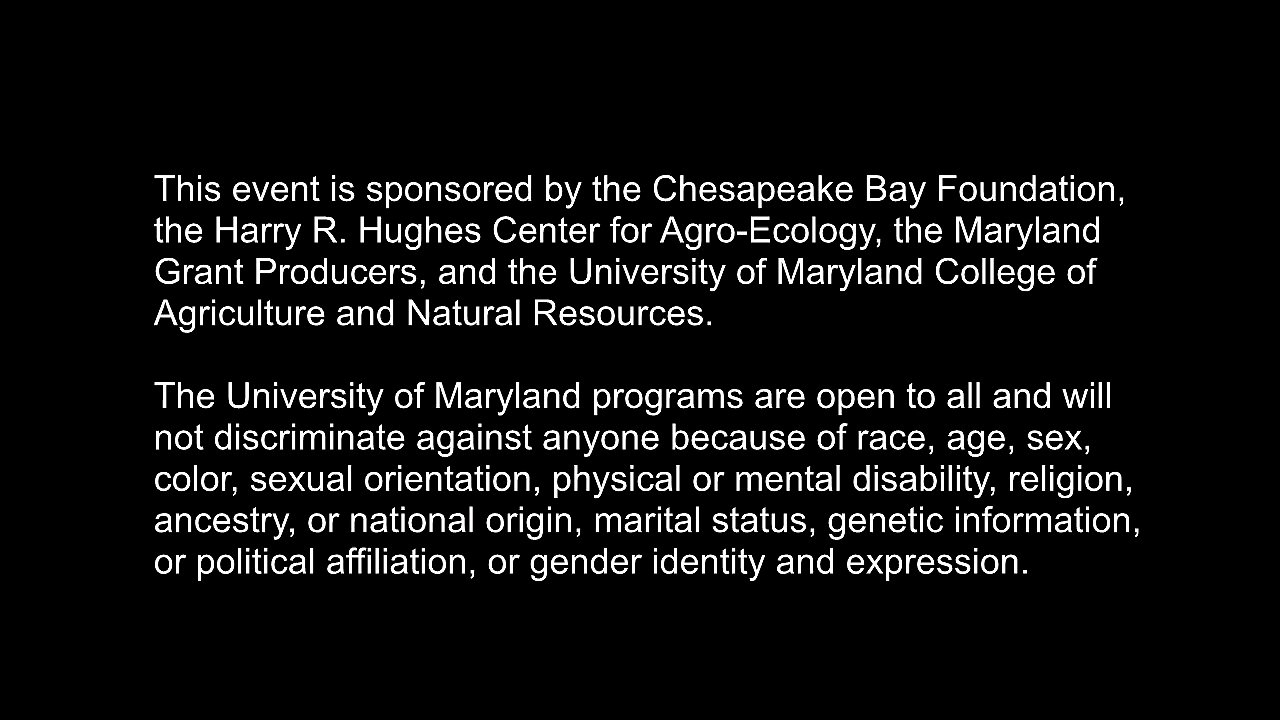 This event is sponsored by the Chesapeake Bay Foundation,
the Harry R. Hughes Center for Agro-Ecology, the Maryland
Grant Producers, and the University of Maryland College of
Agriculture and Natural Resources.
The University of Maryland programs are open to all and will
not discriminate against anyone because of race, age, sex,
color, sexual orientation, physical or mental disability, religion,
ancestry, or national origin, marital status, genetic information,
or political affiliation, or gender identity and expression.